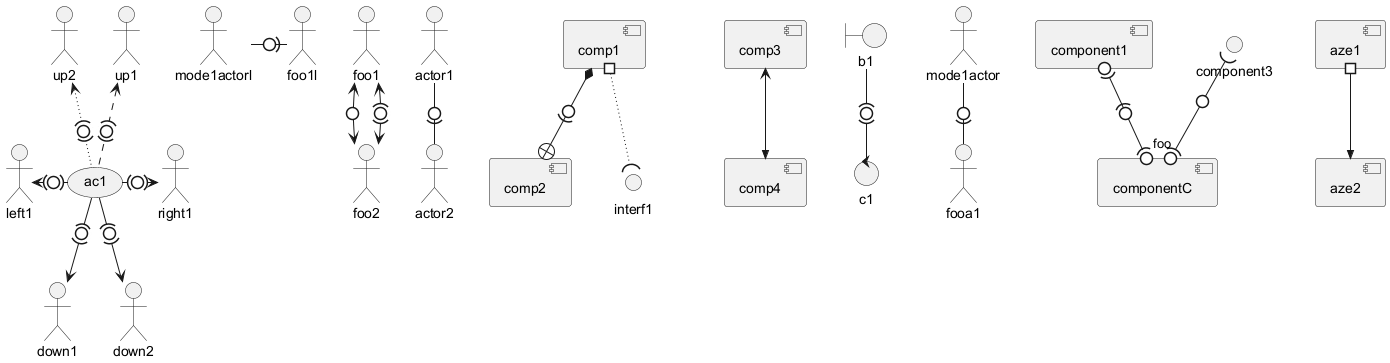 up2
up1
mode1actorl
foo1l
foo1
actor1
comp1
comp3
b1
mode1actor
component1
component3
aze1
left1
ac1
right1
foo2
actor2
comp2
interf1
comp4
c1
fooa1
foo
componentC
aze2
down1
down2